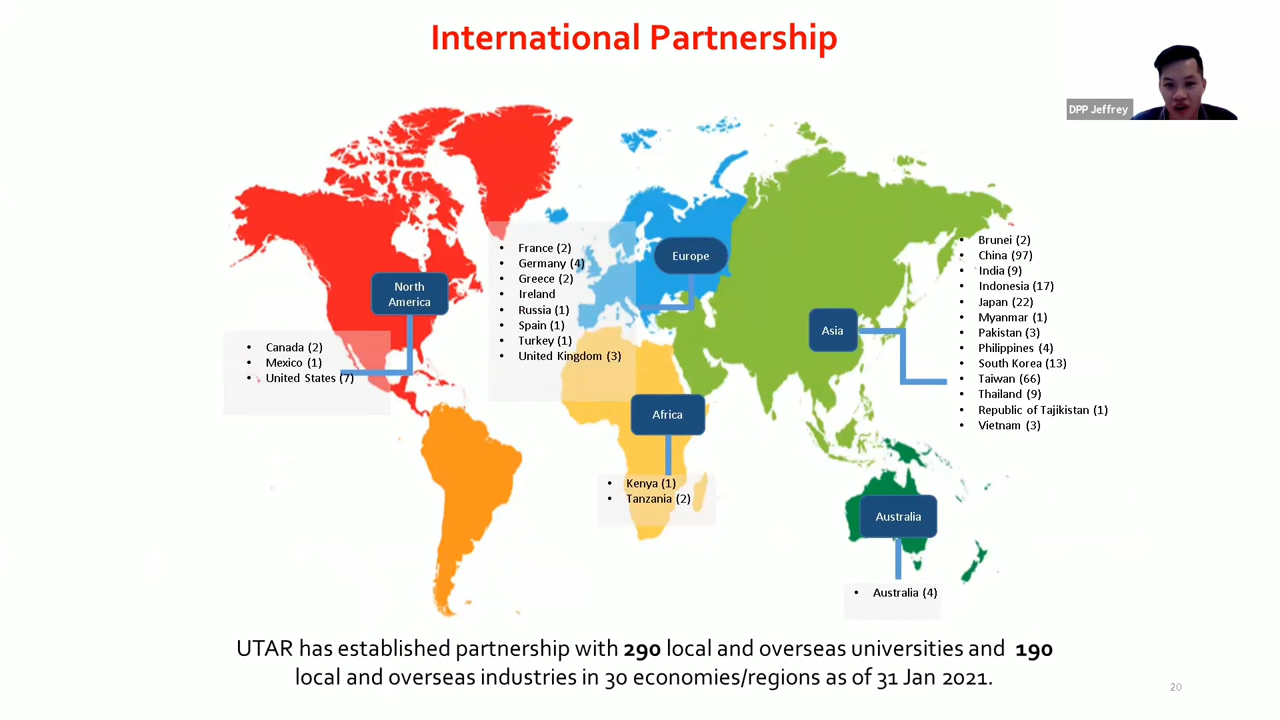 International Partnership
DPP Jeffrey
North
America
• Canada (2)
• Mexico (1)
• United States (7)
Europe
• France (2)
• Germany (4)
• Greece (2)
• Ireland
• Russia (1)
• Spain (1)
• Turkey (1)
• United Kingdom (3)
Asia
• Brunei (2)
• China (97)
• India (9)
• Indonesia (17)
• Japan (22)
• Myanmar (1)
• Pakistan (3)
• Philippines (4)
• South Korea (13)
• Taiwan (66)
• Thailand (9)
• Republic of Tajikistan (1)
• Vietnam (3)
Africa
• Kenya (1)
• Tanzania (2)
Australia
• Australia (4)
UTAR has established partnership with 290 local and overseas universities and 190
local and overseas industries in 30 economies/regions as of 31 Jan 2021.
20